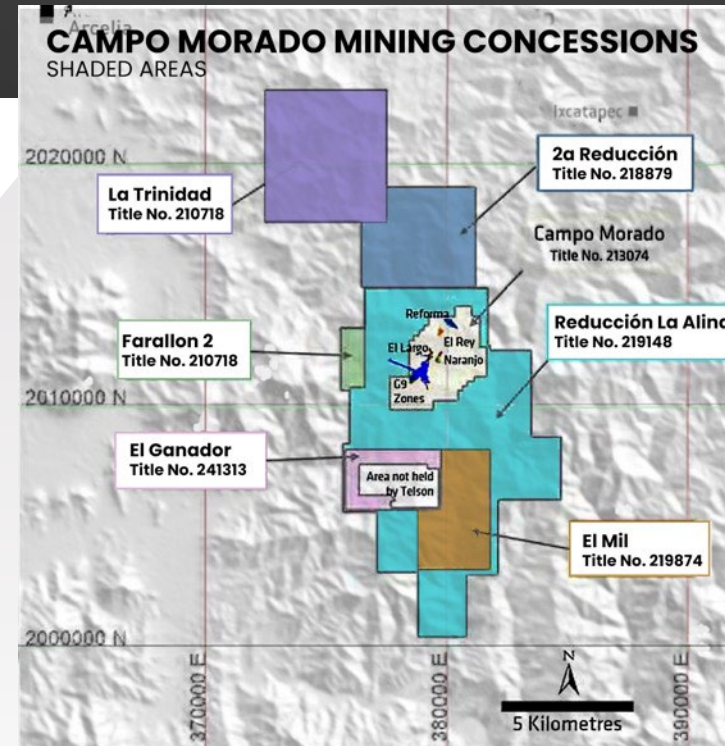 Arcelia
CAMPO MORADO MINING CONCESSIONS
SHADED AREAS
Ixcatapec
2020000 N
2a Reducción
Title No. 218879
La Trinidad
Title No. 210718
Campo Morado
Title No. 213074
Reforma
Reducción La Alina
Title No. 219148
Farallon 2
Title No. 210718
El Largo
El Rey
Naranjo
G9
Zones
2010000 N
El Ganador
Title No. 241313
Area not held
by Telson
El Mil
Title No. 219874
2000000 N
370000 E
380000 E
390000 E
N
5 Kilometres